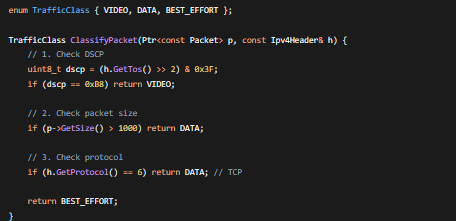 enum TrafficClass { VIDEO, DATA, BEST_EFFORT };

TrafficClass ClassifyPacket(Ptr<const Packet> p, const Ipv4Header& h) {
    // 1. Check DSCP
    uint8_t dscp = (h.GetTos() >> 2) & 0x3F;
    if (dscp == 0xB8) return VIDEO;

    // 2. Check packet size
    if (p->GetSize() > 1000) return DATA;

    // 3. Check protocol
    if (h.GetProtocol() == 6) return DATA; // TCP

    return BEST_EFFORT;
}